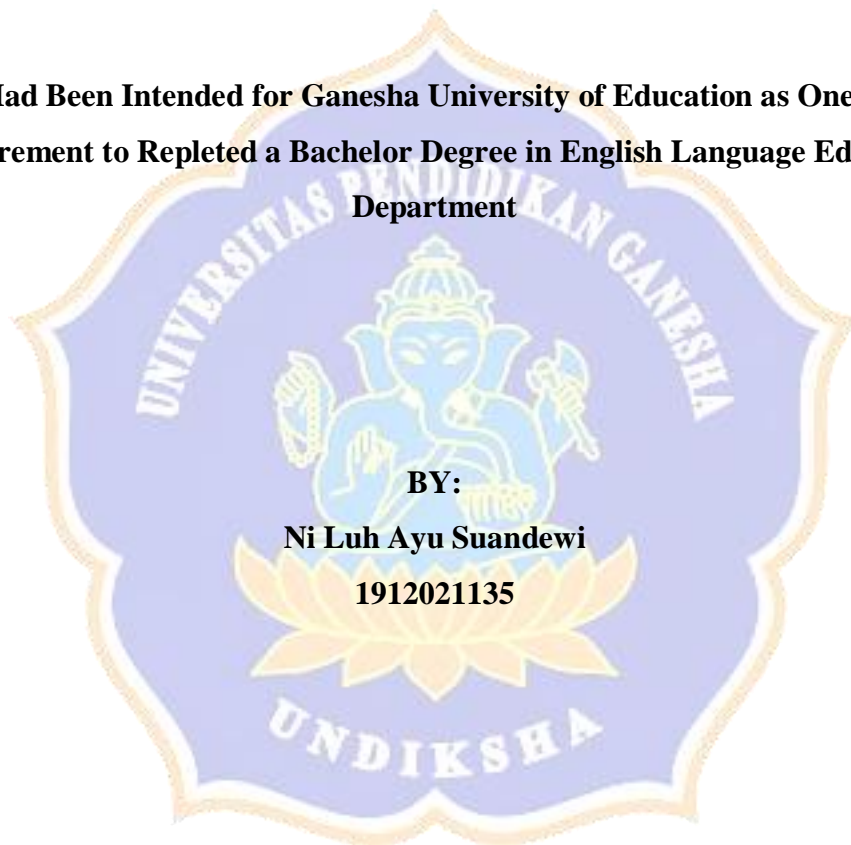 Had Been Intended for Ganesha University of Education as One
rement to Repleted a Bachelor Degree in English Language Ed
Department
UNIVERSITAS PENDIDIKAN GANESHA
BY:
Ni Luh Ayu Suandewi
1912021135
UNDIKSHA